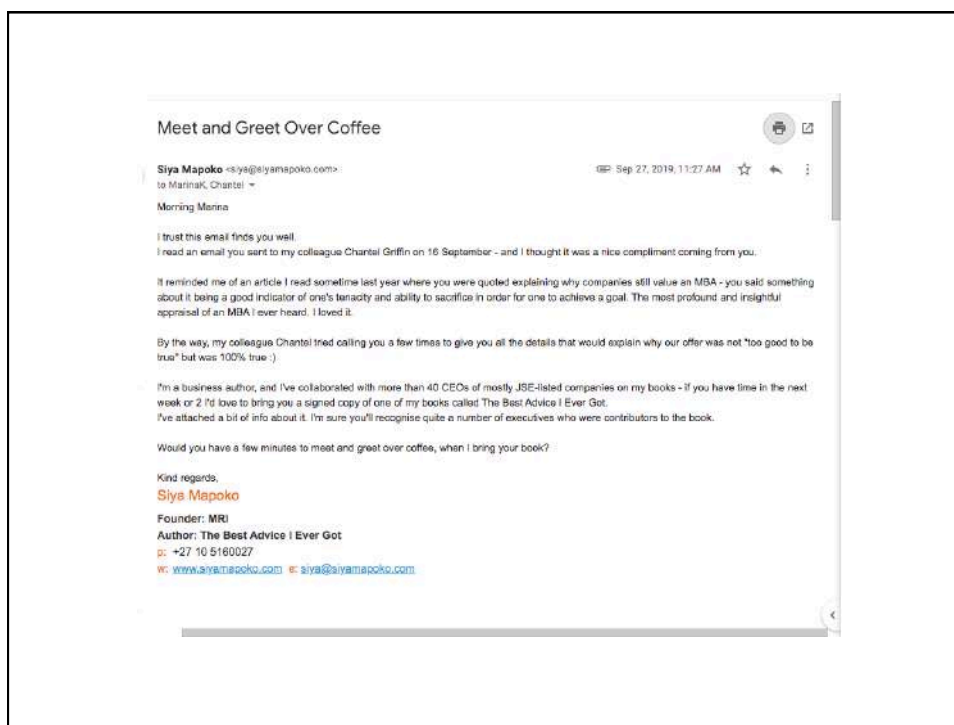 Meet and Greet Over Coffee
Siya Mapoko <siya@siyamapoko.com>
Sep 27, 2019, 11:27 AM
to MarinaK, Chantel
Morning Marina
I trust this email finds you well.
I read an email you sent to my colleague Chantel Griffin on 16 September - and I thought it was a nice compliment coming from you.
It reminded me of an article I read sometime last year where you were quoted explaining why companies still value an MBA - you said something
about it being a good indicator of one's tenacity and ability to sacrifice in order for one to achieve a goal. The most profound and insightful
appraisal of an MBA I ever heard. I loved it.
By the way, my colleague Chantel tried calling you a few times to give you all the details that would explain why our offer was not "too good to be
true" but was 100% true :)
I'm a business author, and I've collaborated with more than 40 CEOs of mostly JSE-listed companies on my books - if you have time in the next
week or 2 I'd love to bring you a signed copy of one of my books called The Best Advice I Ever Got.
I've attached a bit of info about it. I'm sure you'll recognise quite a number of executives who were contributors to the book.
Would you have a few minutes to meet and greet over coffee, when I bring your book?
Kind regards,
Siya Mapoko
Founder: MRI
Author: The Best Advice I Ever Got
p: +27 10 5160027
w: www.siyamapoko.com e: siya@siyamapoko.com